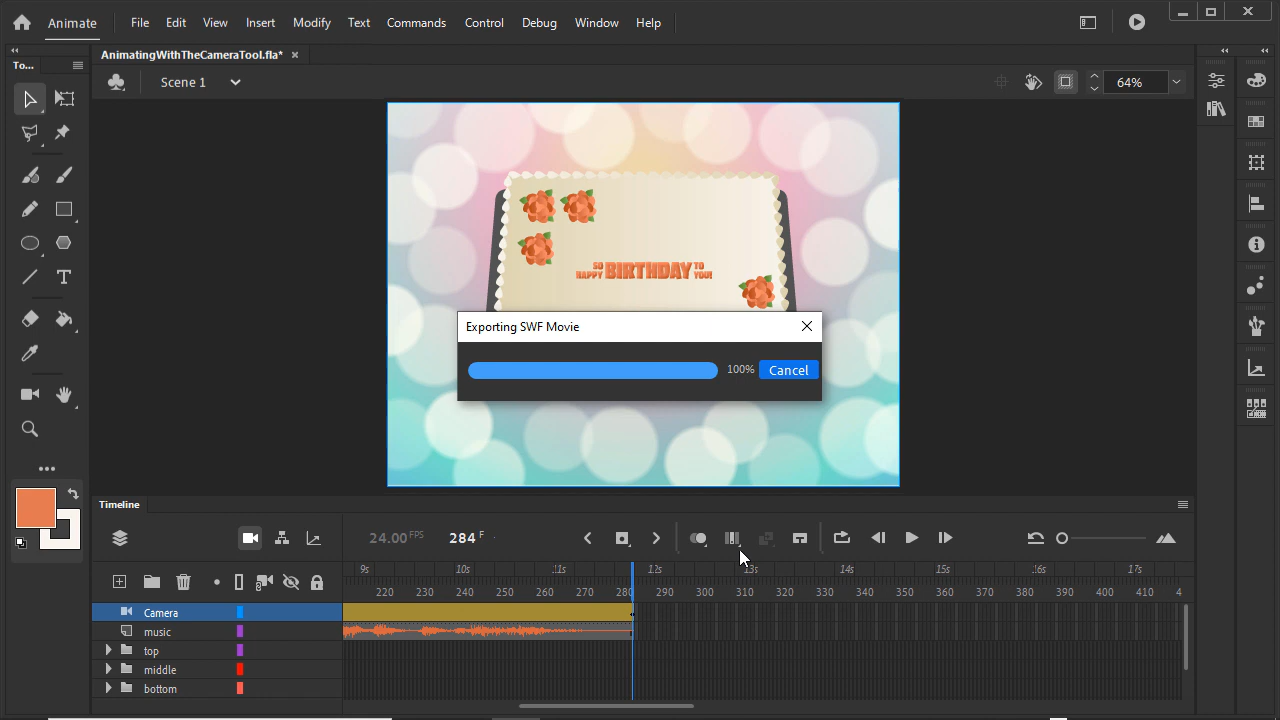 Animate
File Edit View Insert Modify Text Commands Control Debug Window Help
To...
AnimatingWithTheCameraTool.fla*
Scene 1
64%
SO HAPPY BIRTHDAY TO YOU!
Exporting SWF Movie
100% Cancel
Timeline
24.00 FPS 284 F
9s 10s 11s 12s 13s 14s 15s 16s 17s
220 230 240 250 260 270 280 290 300 310 320 330 340 350 360 370 380 390 400 410 4
Camera
music
top
middle
bottom